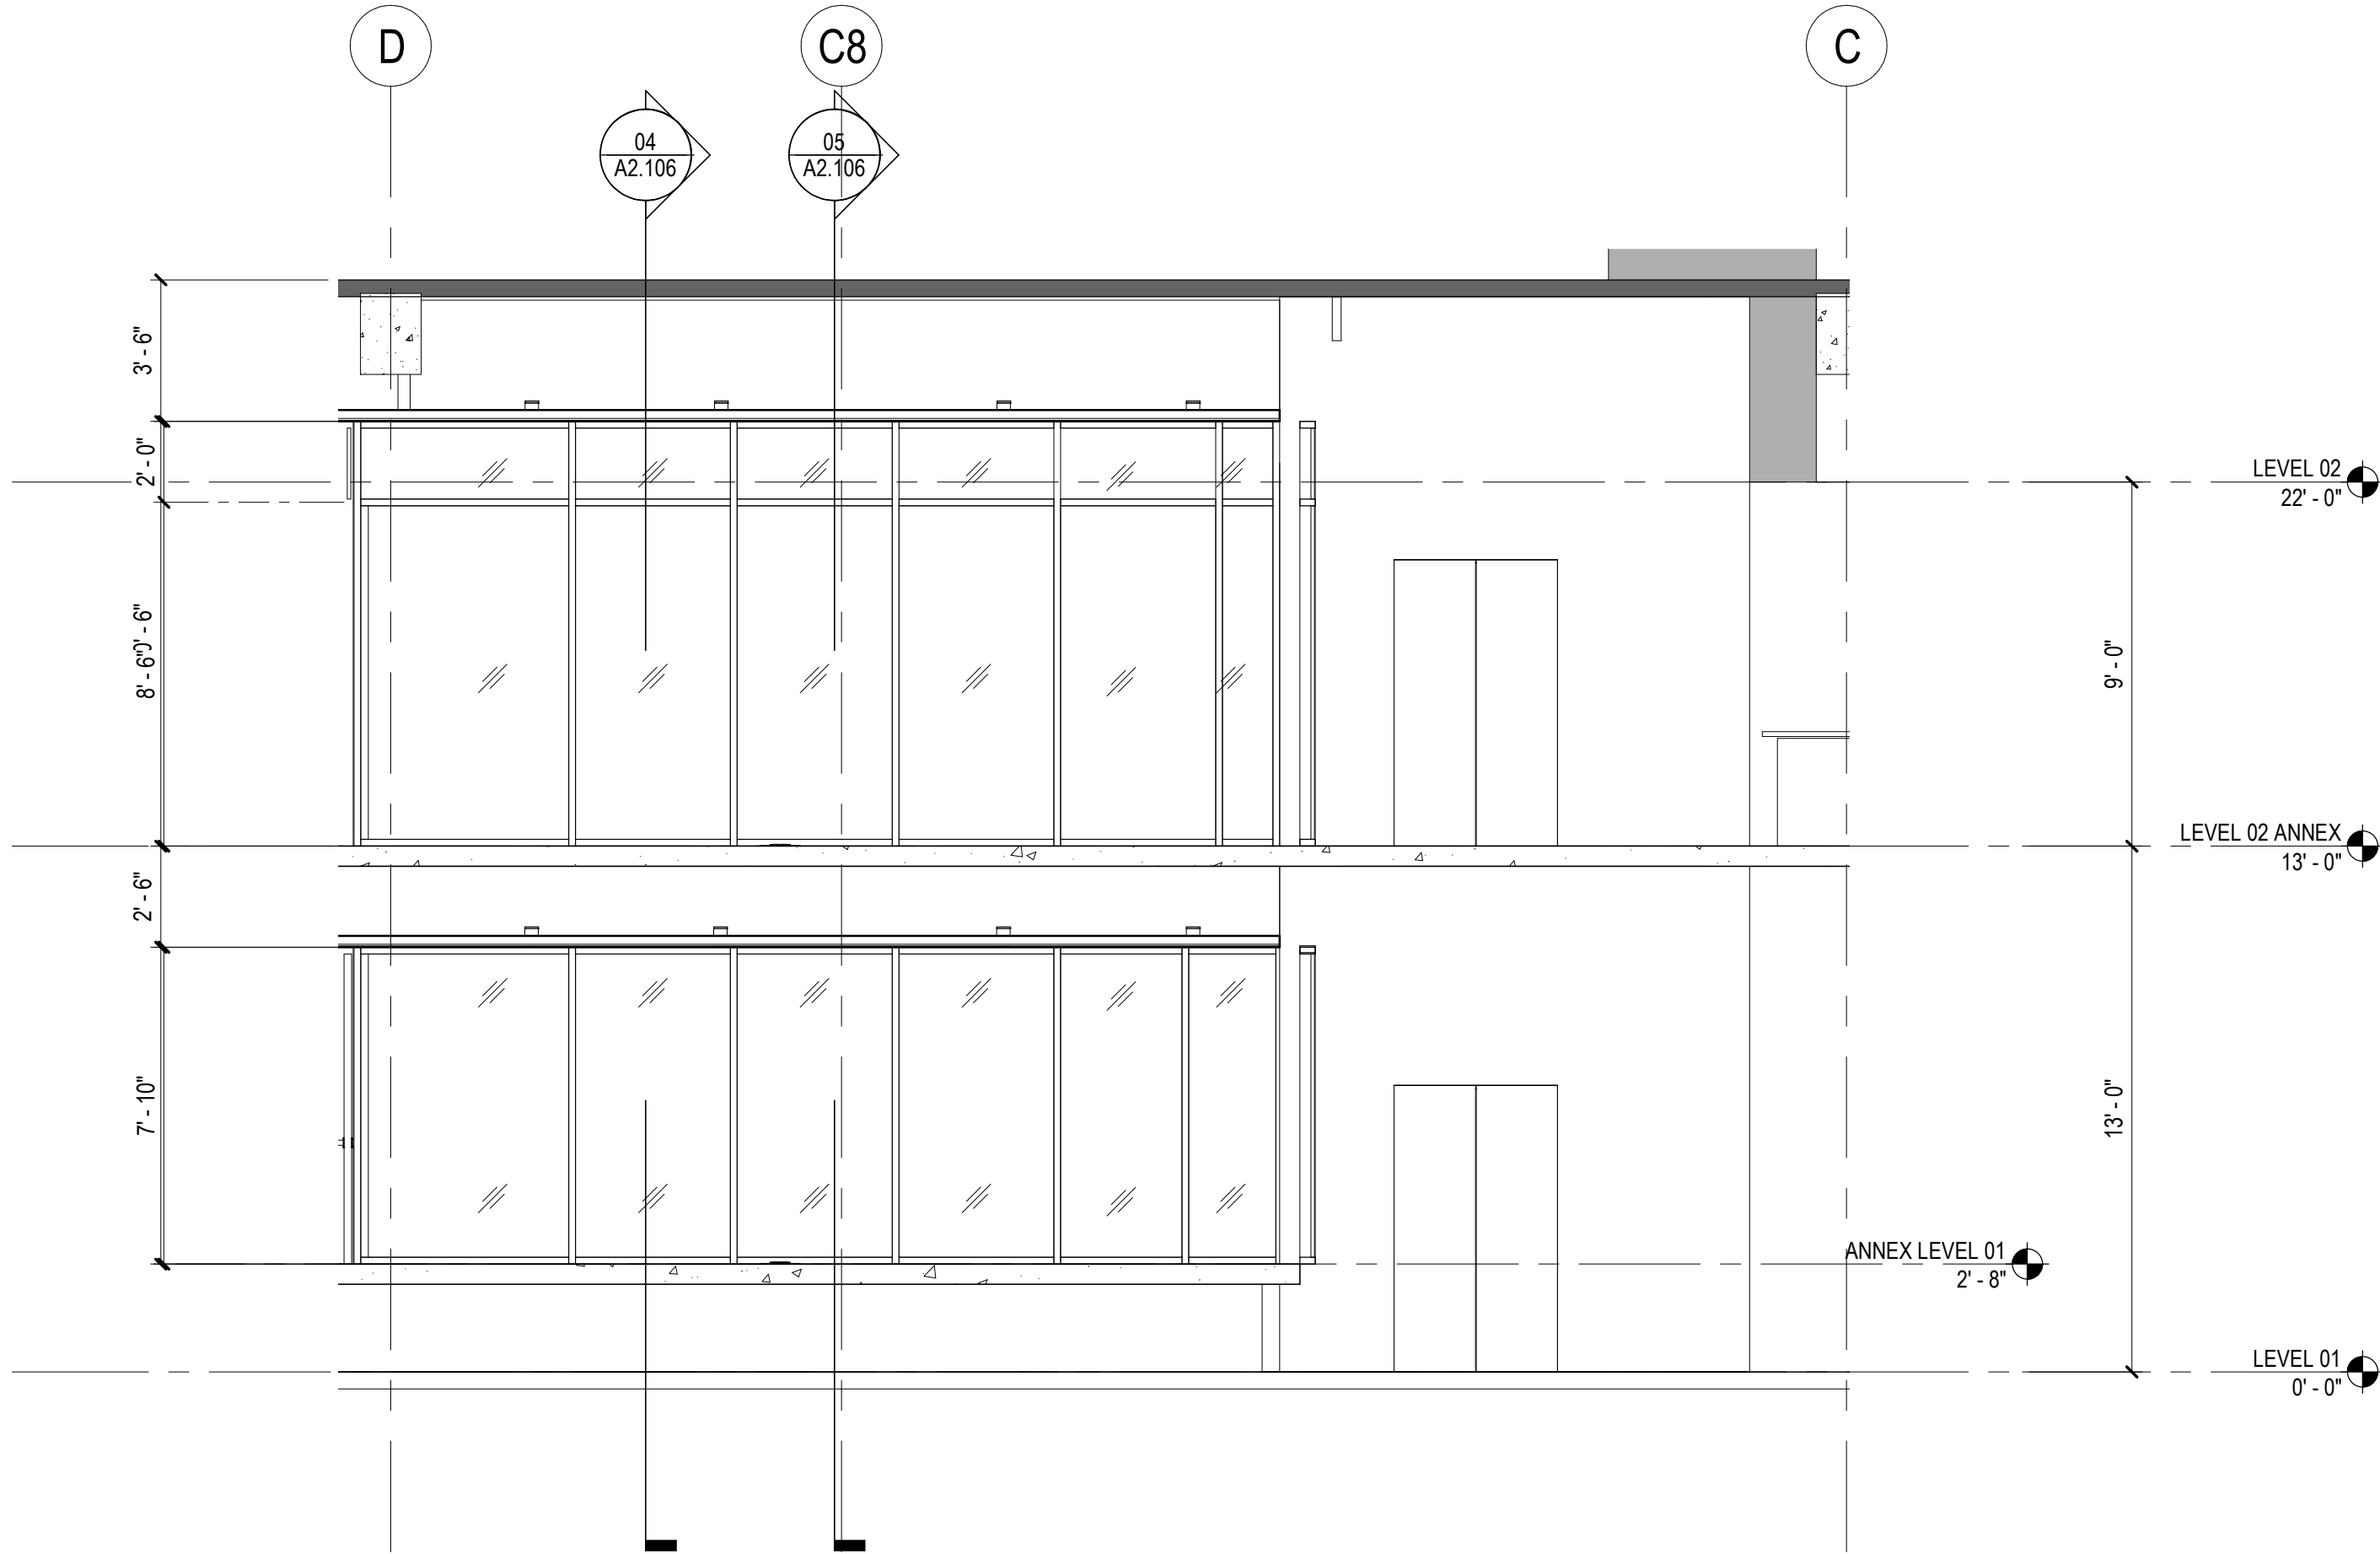 D
C8
C
04
A2.106
05
A2.106
3' - 6"
2' - 0"
LEVEL 02
22' - 0"
8' - 6"
9' - 0"
LEVEL 02 ANNEX
13' - 0"
2' - 6"
7' - 10"
13' - 0"
ANNEX LEVEL 01
2' - 8"
LEVEL 01
0' - 0"